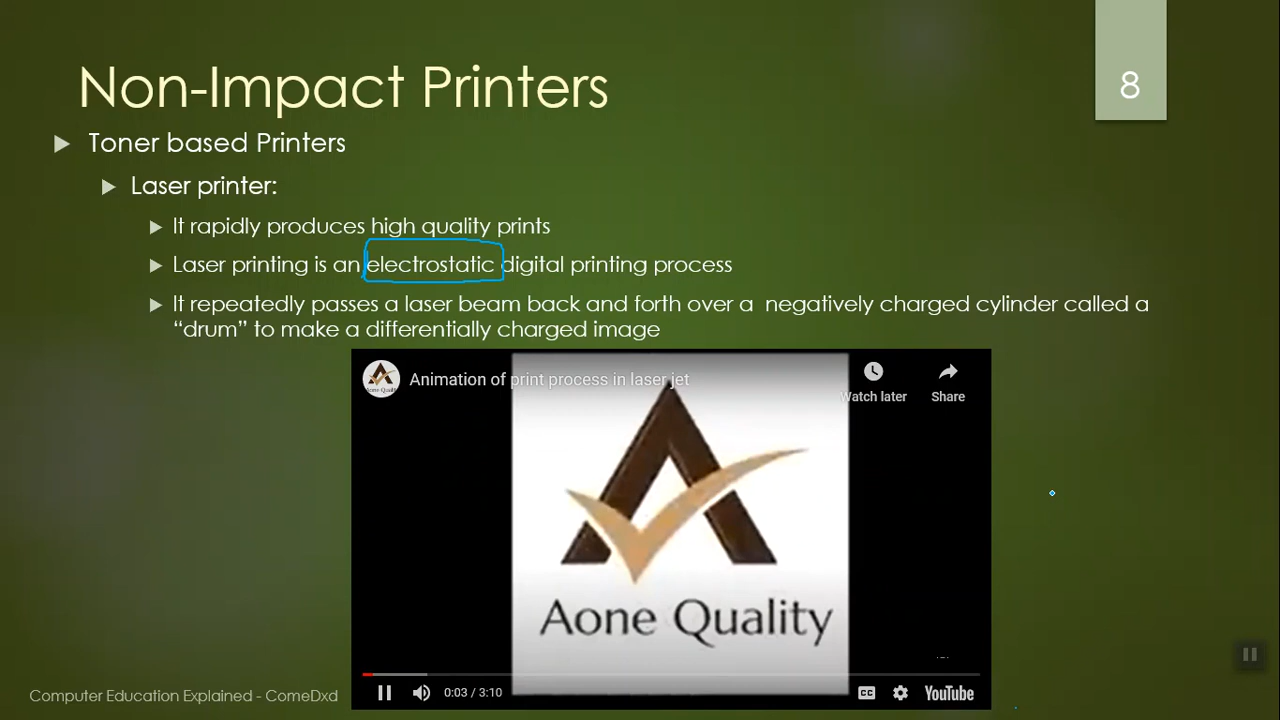 Non-Impact Printers
8
Toner based Printers
Laser printer:
It rapidly produces high quality prints
Laser printing is an electrostatic digital printing process
It repeatedly passes a laser beam back and forth over a negatively charged cylinder called a
“drum” to make a differentially charged image
Aone Quality
Animation of print process in laser jet
Watch later
Share
Aone Quality
0:03 / 3:10
CC
YouTube
Computer Education Explained - ComeDxd